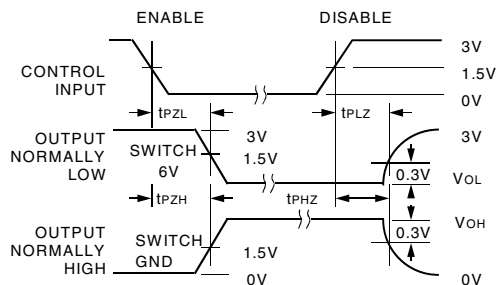 ENABLE
DISABLE
3V
CONTROL
INPUT
1.5V
0V
tPZL
tPLZ
OUTPUT
NORMALLY
LOW
SWITCH
6V
3V
1.5V
3V
0.3V
VOL
tPZH
tPHZ
VOH
0.3V
OUTPUT
NORMALLY
HIGH
SWITCH
GND
1.5V
0V
0V